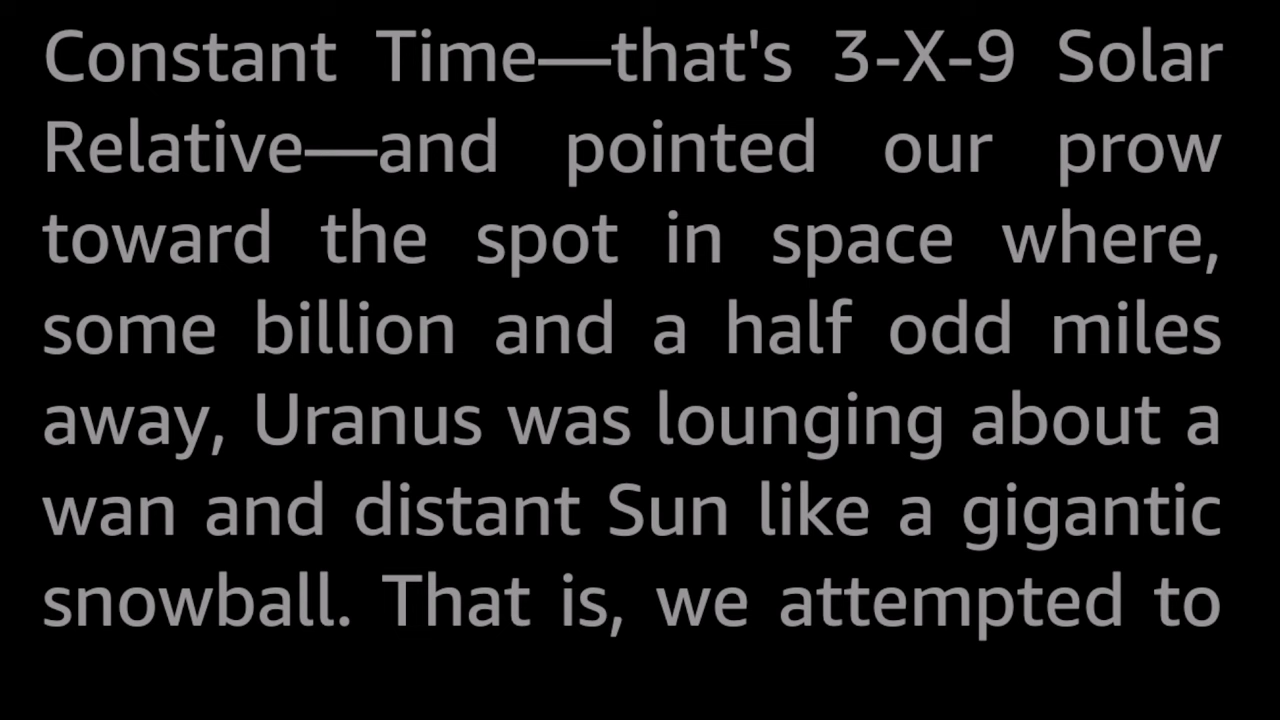 Constant Time—that's 3-X-9 Solar
Relative—and pointed our prow
toward the spot in space where,
some billion and a half odd miles
away, Uranus was lounging about a
wan and distant Sun like a gigantic
snowball. That is, we attempted to